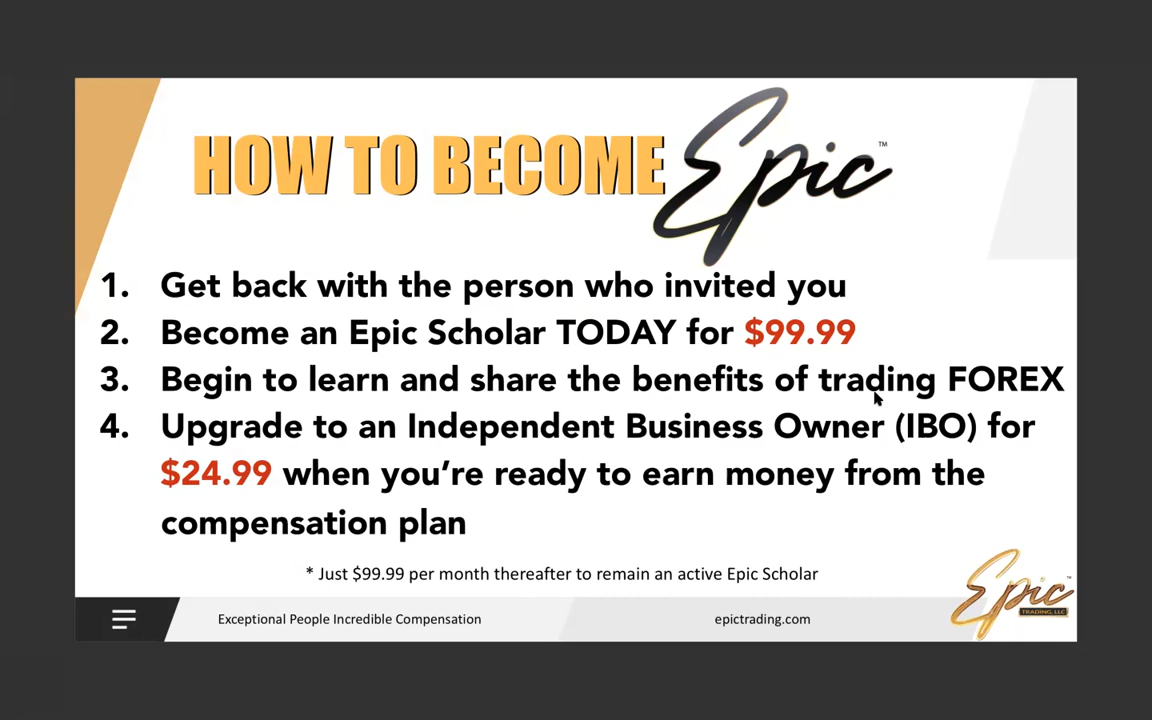 HOW TO BECOME Epic™
1. Get back with the person who invited you
2. Become an Epic Scholar TODAY for $99.99
3. Begin to learn and share the benefits of trading FOREX
4. Upgrade to an Independent Business Owner (IBO) for
$24.99 when you're ready to earn money from the
compensation plan
* Just $99.99 per month thereafter to remain an active Epic Scholar
Epic™
TRADING, LLC
Exceptional People Incredible Compensation
epictrading.com